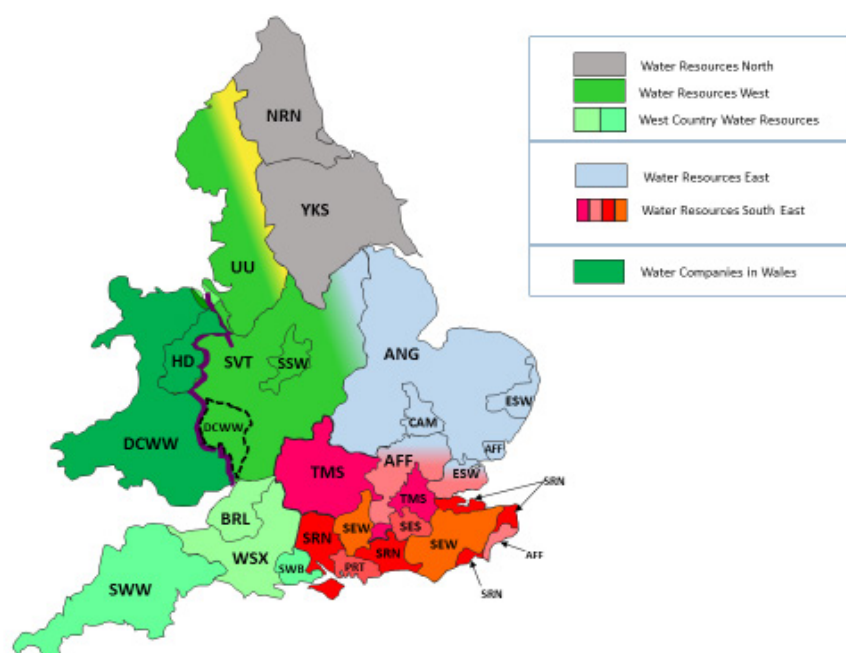 Water Resources North
Water Resources West
West Country Water Resources
Water Resources East
Water Resources South East
Water Companies in Wales
NRN
YKS
UU
HD
SVT
SSW
ANG
ESW
DCWW
DCWW
CAM
AFF
TMS
AFF
ESW
TMS
SRN
BRL
SRN
SEW
SES
SEW
WSX
SRN
AFF
SWB
PRT
SWW
SRN